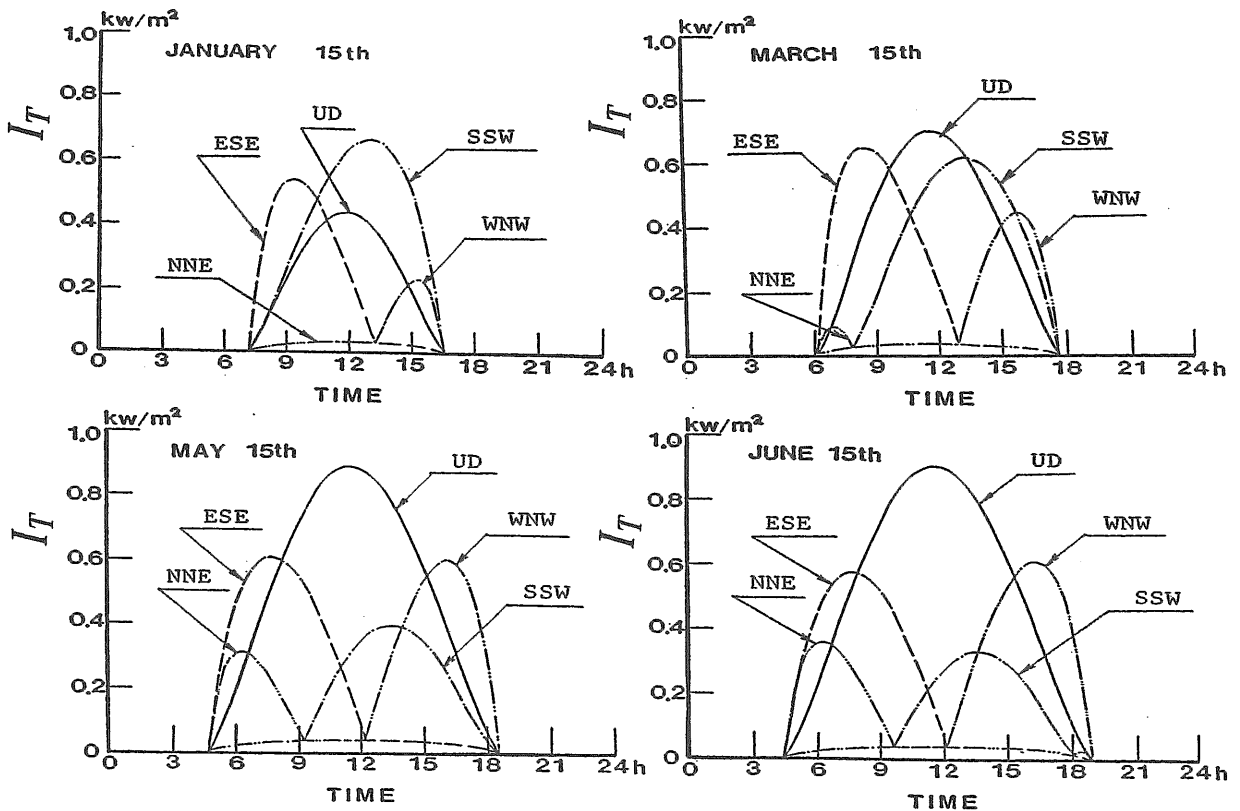 kw/m²
1.0
0.8
0.6
0.4
0.2
0
I_T
JANUARY 15th
UD
ESE
SSW
WNW
NNE
0 3 6 9 12 15 18 21 24h
TIME
kw/m²
1.0
0.8
0.6
0.4
0.2
0
I_T
MARCH 15th
UD
ESE
SSW
WNW
NNE
0 3 6 9 12 15 18 21 24h
TIME
kw/m²
1.0
0.8
0.6
0.4
0.2
0
I_T
MAY 15th
UD
ESE
WNW
NNE
SSW
0 3 6 9 12 15 18 21 24h
TIME
kw/m²
1.0
0.8
0.6
0.4
0.2
0
I_T
JUNE 15th
UD
ESE
WNW
NNE
SSW
0 3 6 9 12 15 18 21 24h
TIME